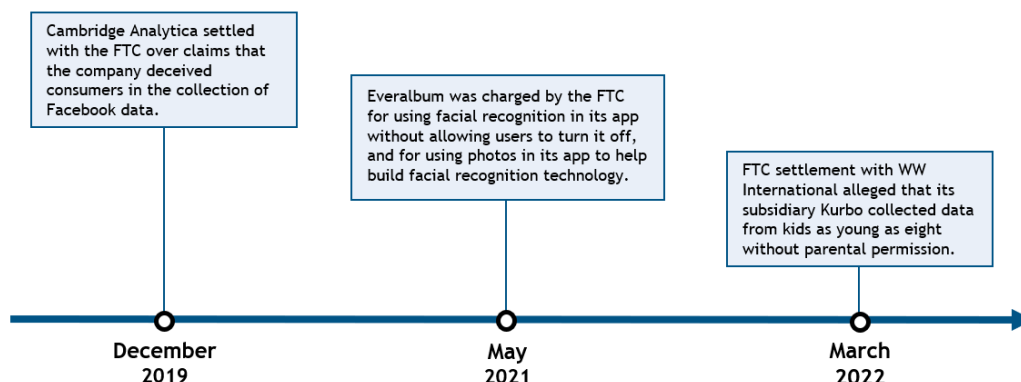 Cambridge Analytica settled
with the FTC over claims that
the company deceived
consumers in the collection of
Facebook data.
Everalbum was charged by the FTC
for using facial recognition in its app
without allowing users to turn it off,
and for using photos in its app to help
build facial recognition technology.
FTC settlement with WW
International alleged that its
subsidiary Kurbo collected data
from kids as young as eight
without parental permission.
December
2019
May
2021
March
2022